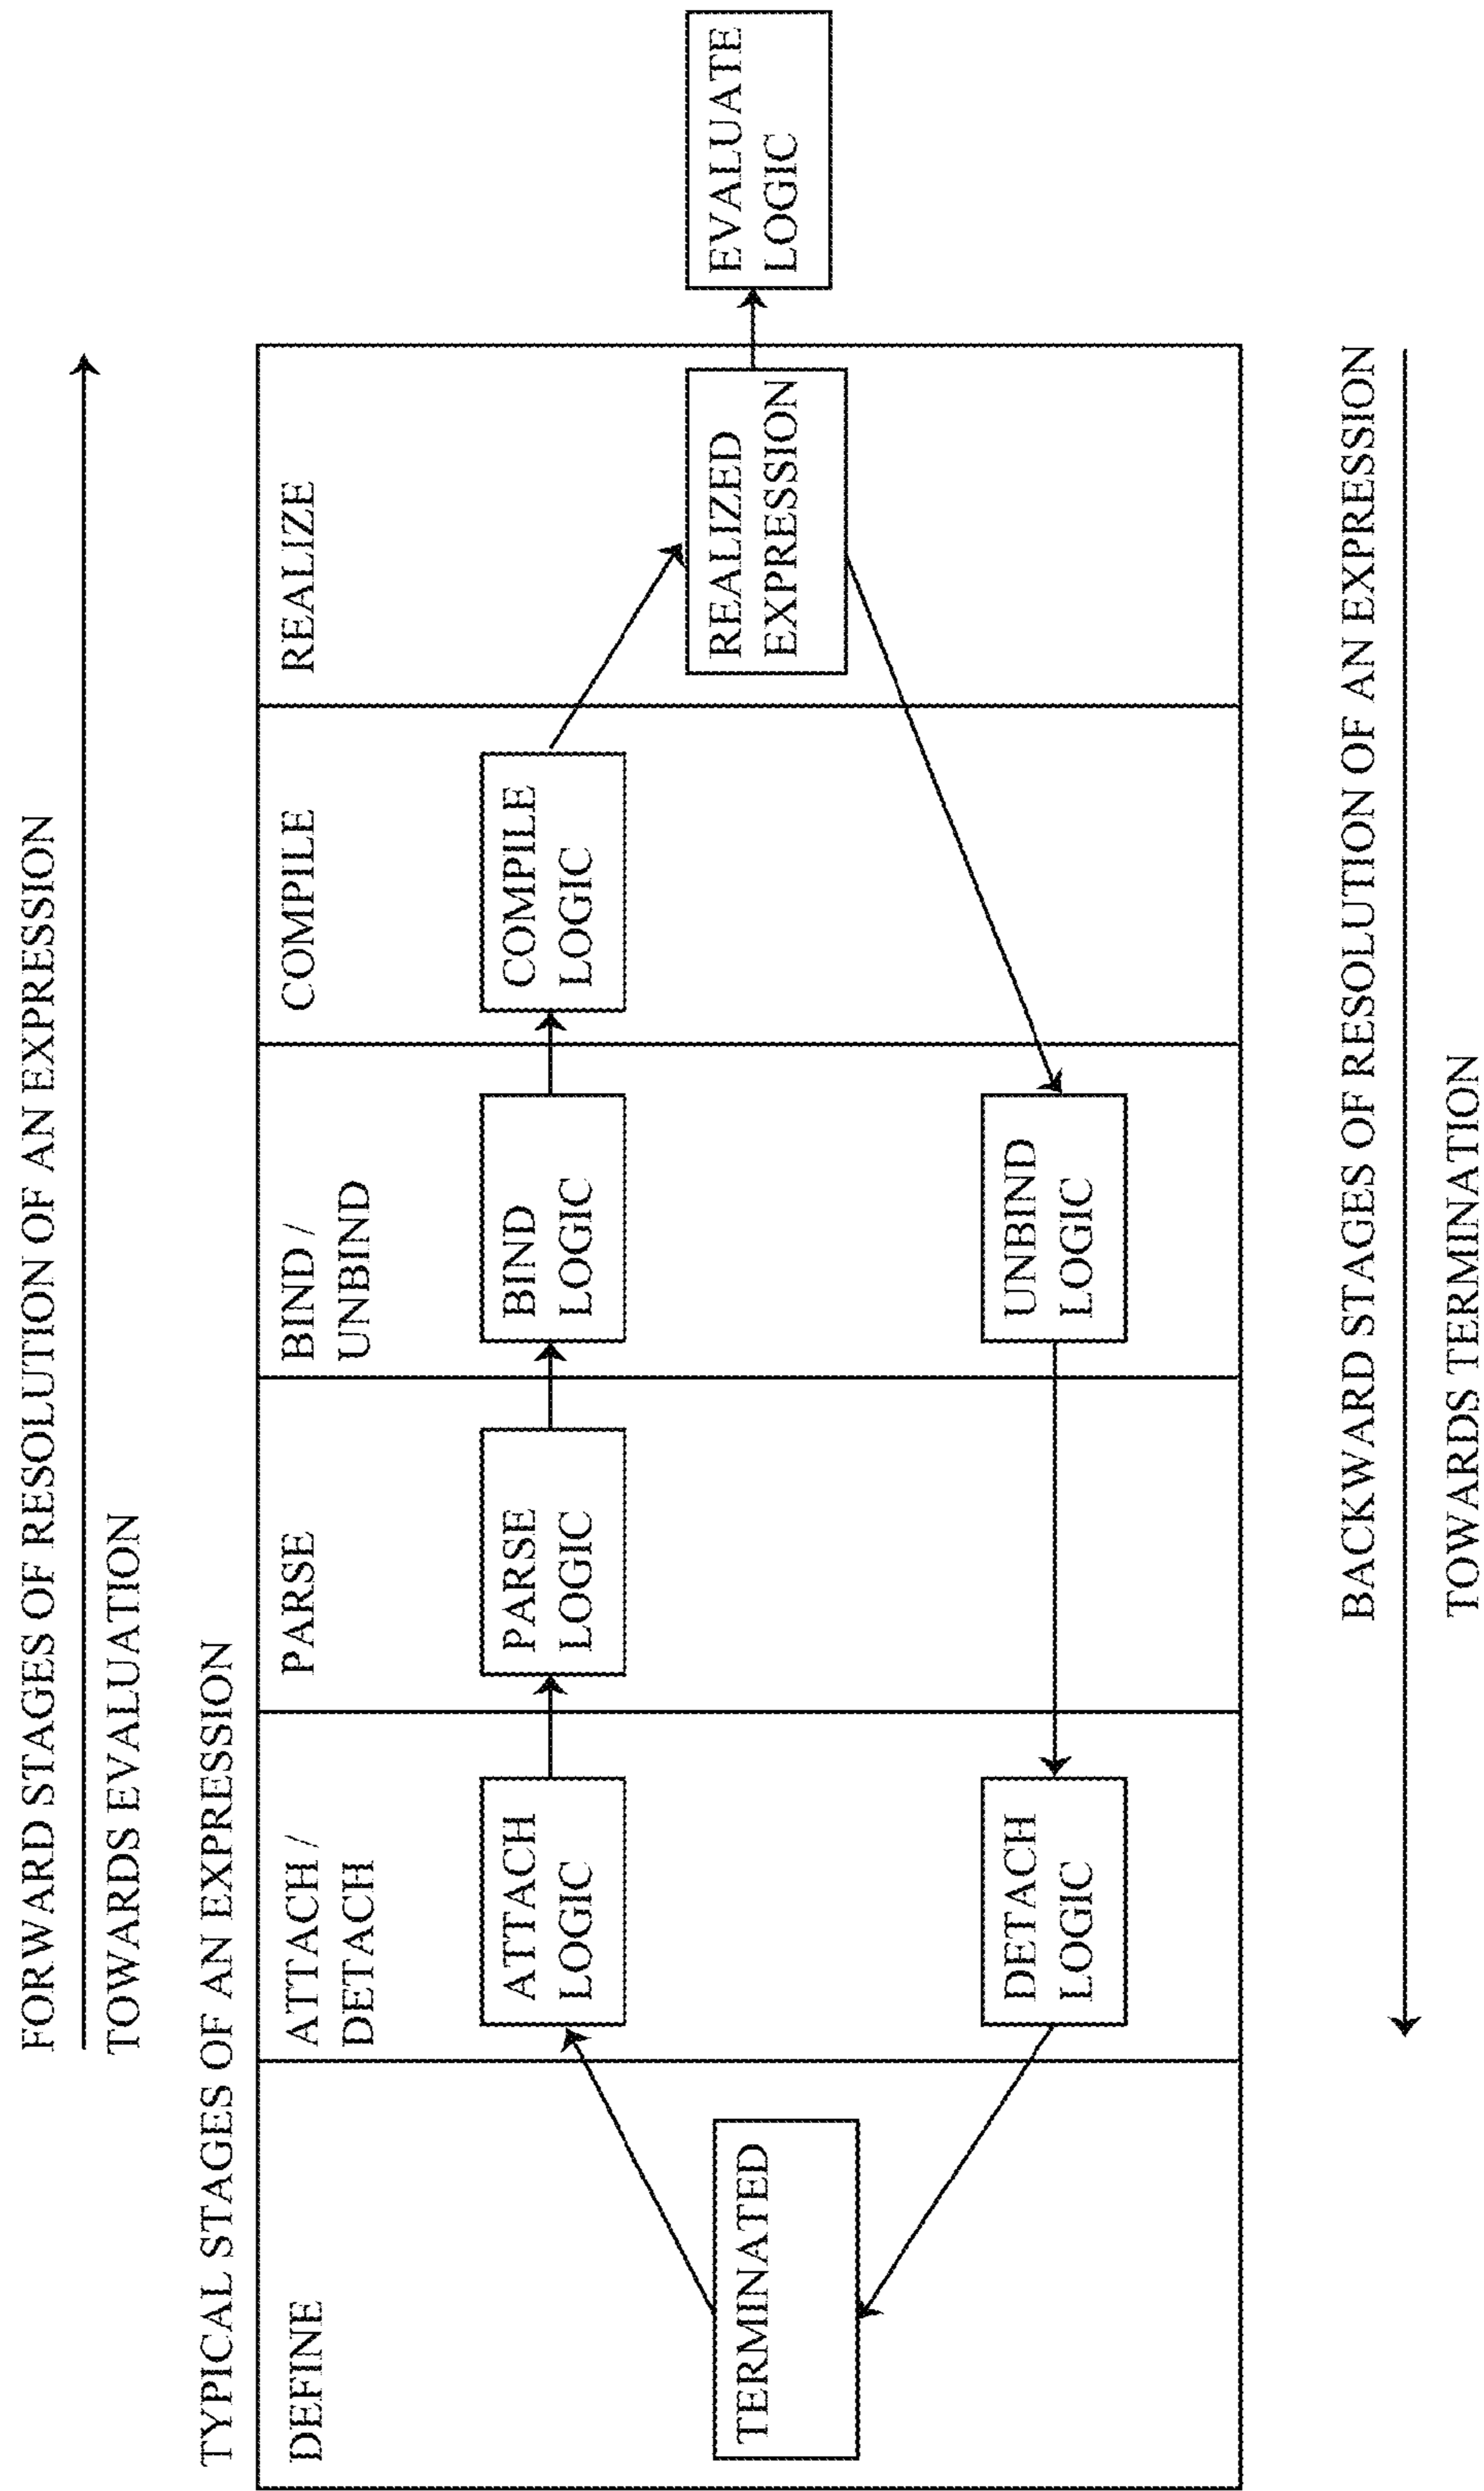 FORWARD STAGES OF RESOLUTION OF AN EXPRESSION
TOWARDS EVALUATION
TYPICAL STAGES OF AN EXPRESSION
DEFINE
ATTACH /
DETACH
PARSE
BIND /
UNBIND
COMPILE
REALIZE
ATTACH
LOGIC
PARSE
LOGIC
BIND
LOGIC
COMPILE
LOGIC
TERMINATED
REALIZED
EXPRESSION
EVALUATE
LOGIC
DETACH
LOGIC
UNBIND
LOGIC
BACKWARD STAGES OF RESOLUTION OF AN EXPRESSION
TOWARDS TERMINATION